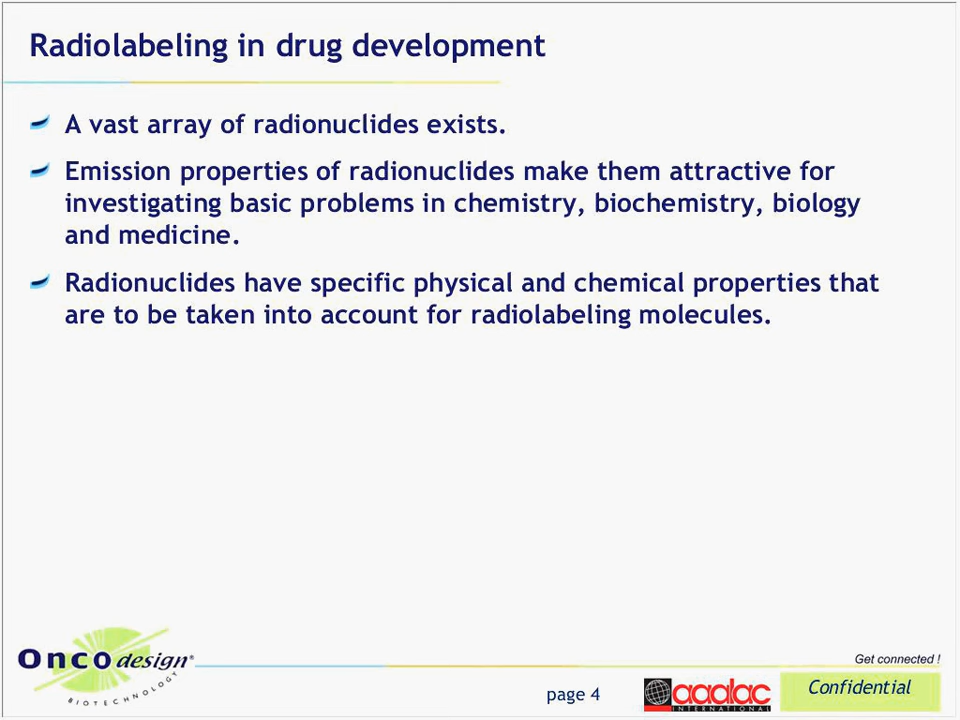 Radiolabeling in drug development
A vast array of radionuclides exists.
Emission properties of radionuclides make them attractive for
investigating basic problems in chemistry, biochemistry, biology
and medicine.
Radionuclides have specific physical and chemical properties that
are to be taken into account for radiolabeling molecules.
Oncodesign®
BIOTECHNOLOGY
Get connected !
page 4
aaalac
INTERNATIONAL
Confidential